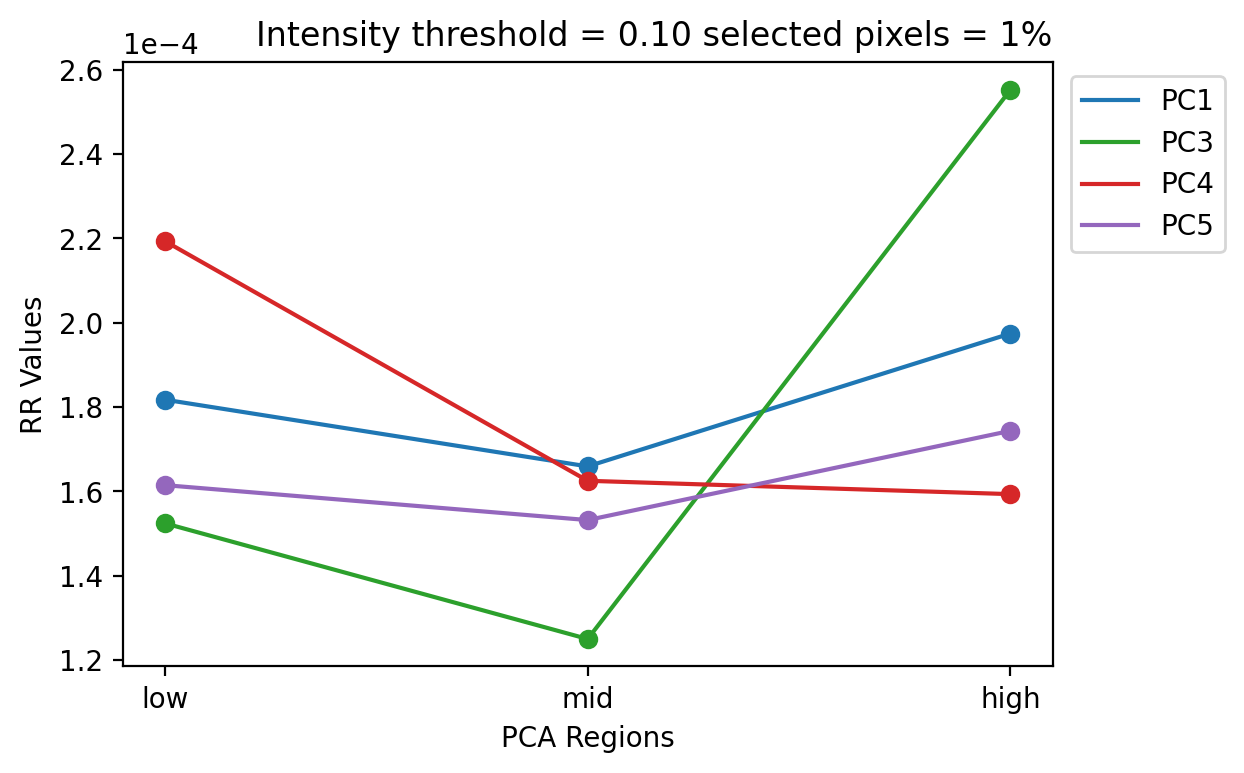 Intensity threshold = 0.10 selected pixels = 1%
1e−4
2.6
2.4
2.2
2.0
1.8
1.6
1.4
1.2
RR Values
low
mid
high
PCA Regions
PC1
PC3
PC4
PC5